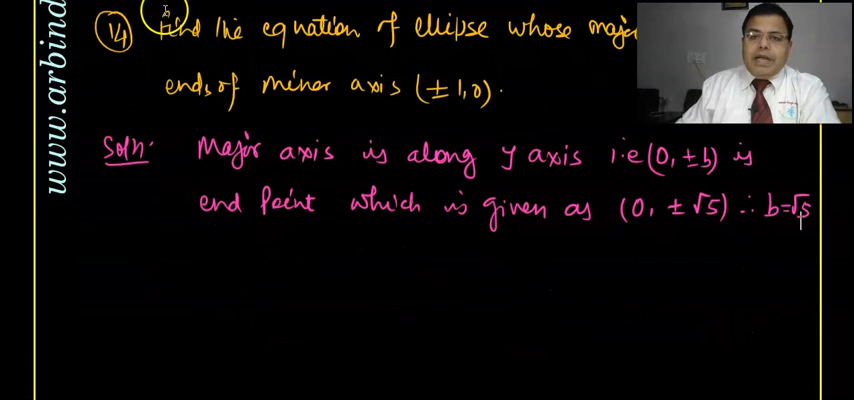 (14) Find the equation of ellipse whose major
ends of minor axis (± 1, 0).
Soln. Major axis is along y axis i.e (0, ± b) is
end Point which is given as (0, ± √5) ∴ b=√5
www.arbind